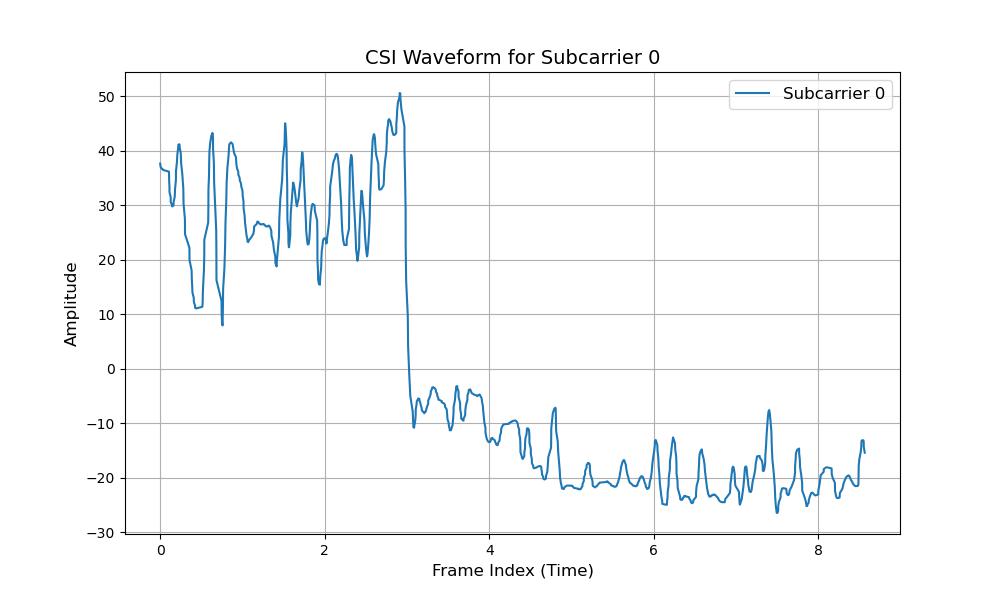 CSI Waveform for Subcarrier 0
Subcarrier 0
Amplitude
50
40
30
20
10
0
−10
−20
−30
0 2 4 6 8
Frame Index (Time)